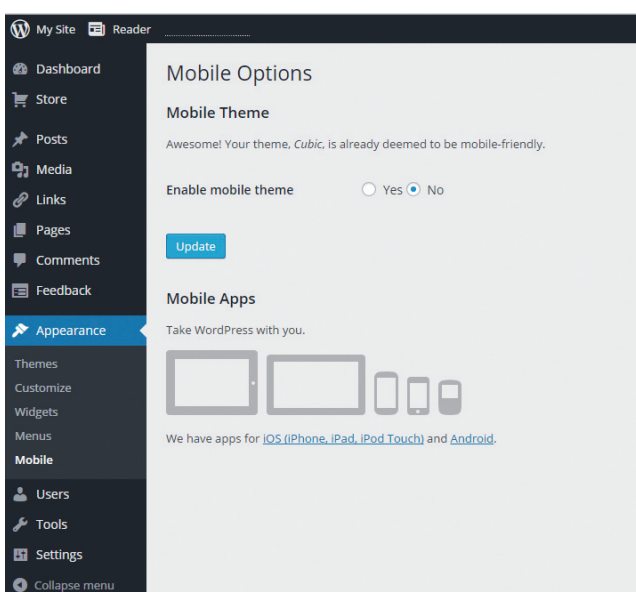 My Site Reader
Dashboard
Store
Posts
Media
Links
Pages
Comments
Feedback
Appearance
Themes
Customize
Widgets
Menus
Mobile
Users
Tools
Settings
Collapse menu
Mobile Options
Mobile Theme
Awesome! Your theme, Cubic, is already deemed to be mobile-friendly.
Enable mobile theme Yes No
Update
Mobile Apps
Take WordPress with you.
We have apps for iOS (iPhone, iPad, iPod Touch) and Android.